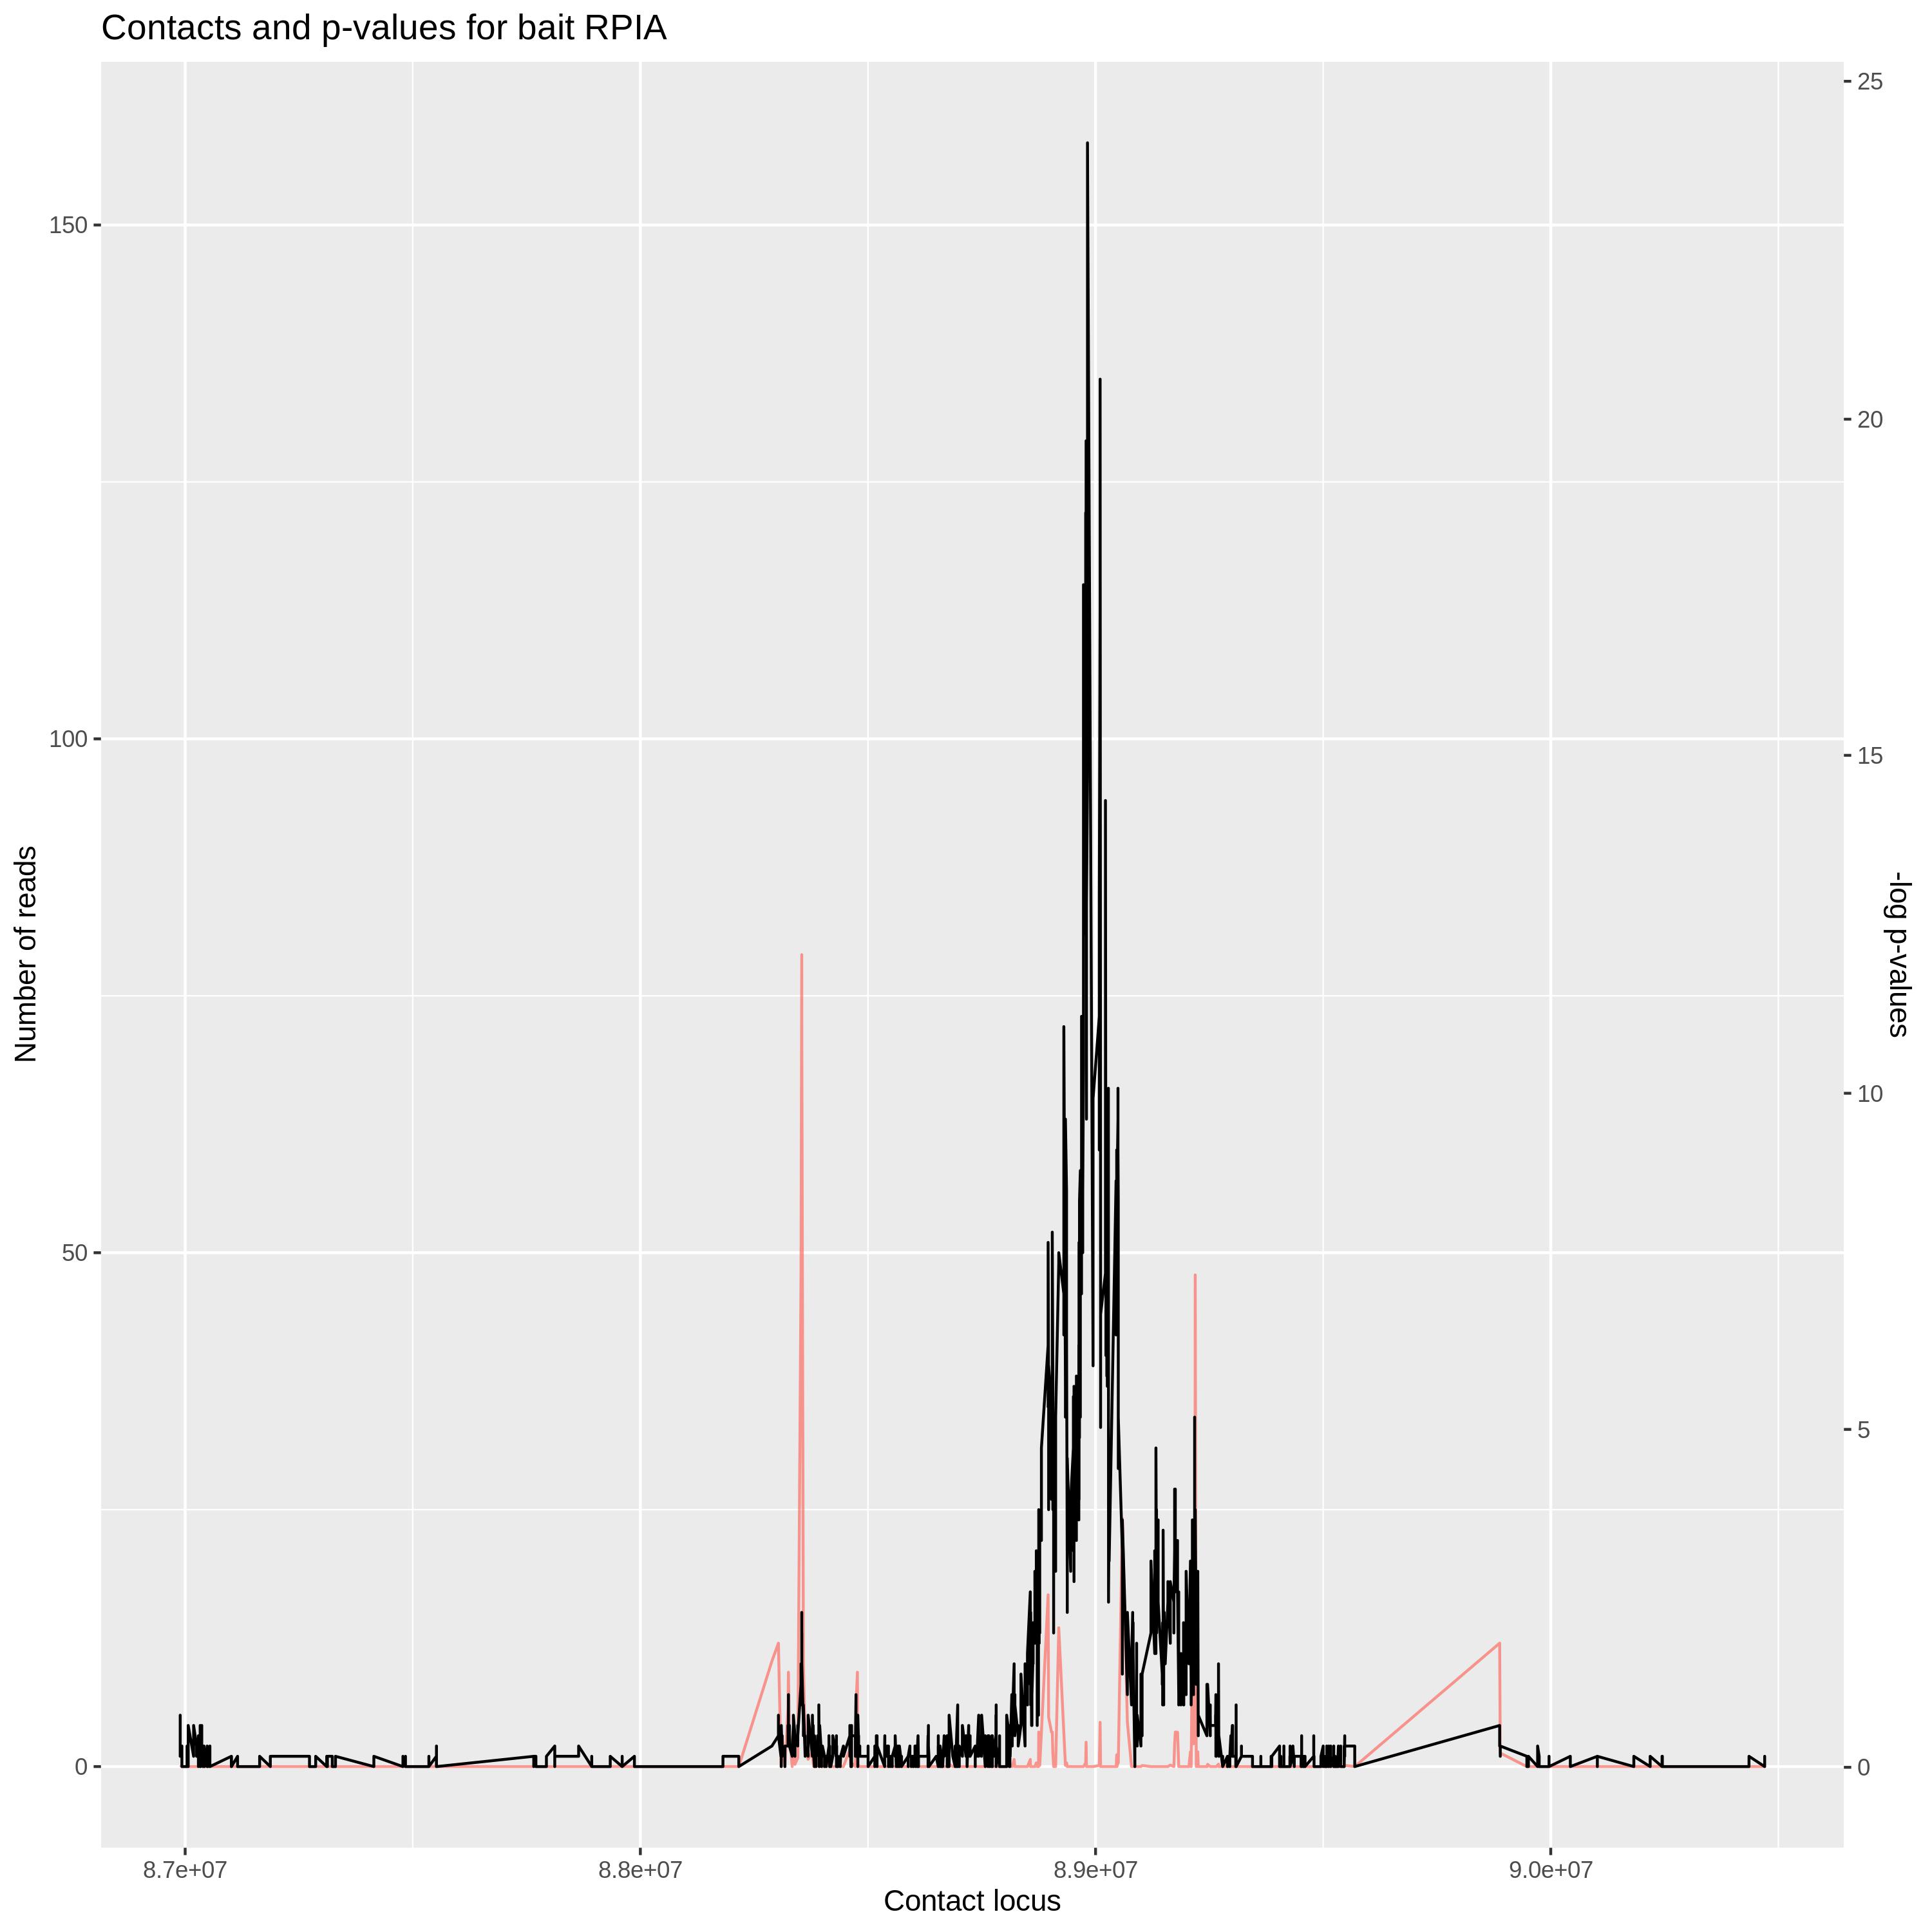 Contacts and p-values for bait RPIA
25
150
20
100
15
Number of reads
-log p-values
10
50
5
0
0
8.7e+07
8.8e+07
8.9e+07
9.0e+07
Contact locus